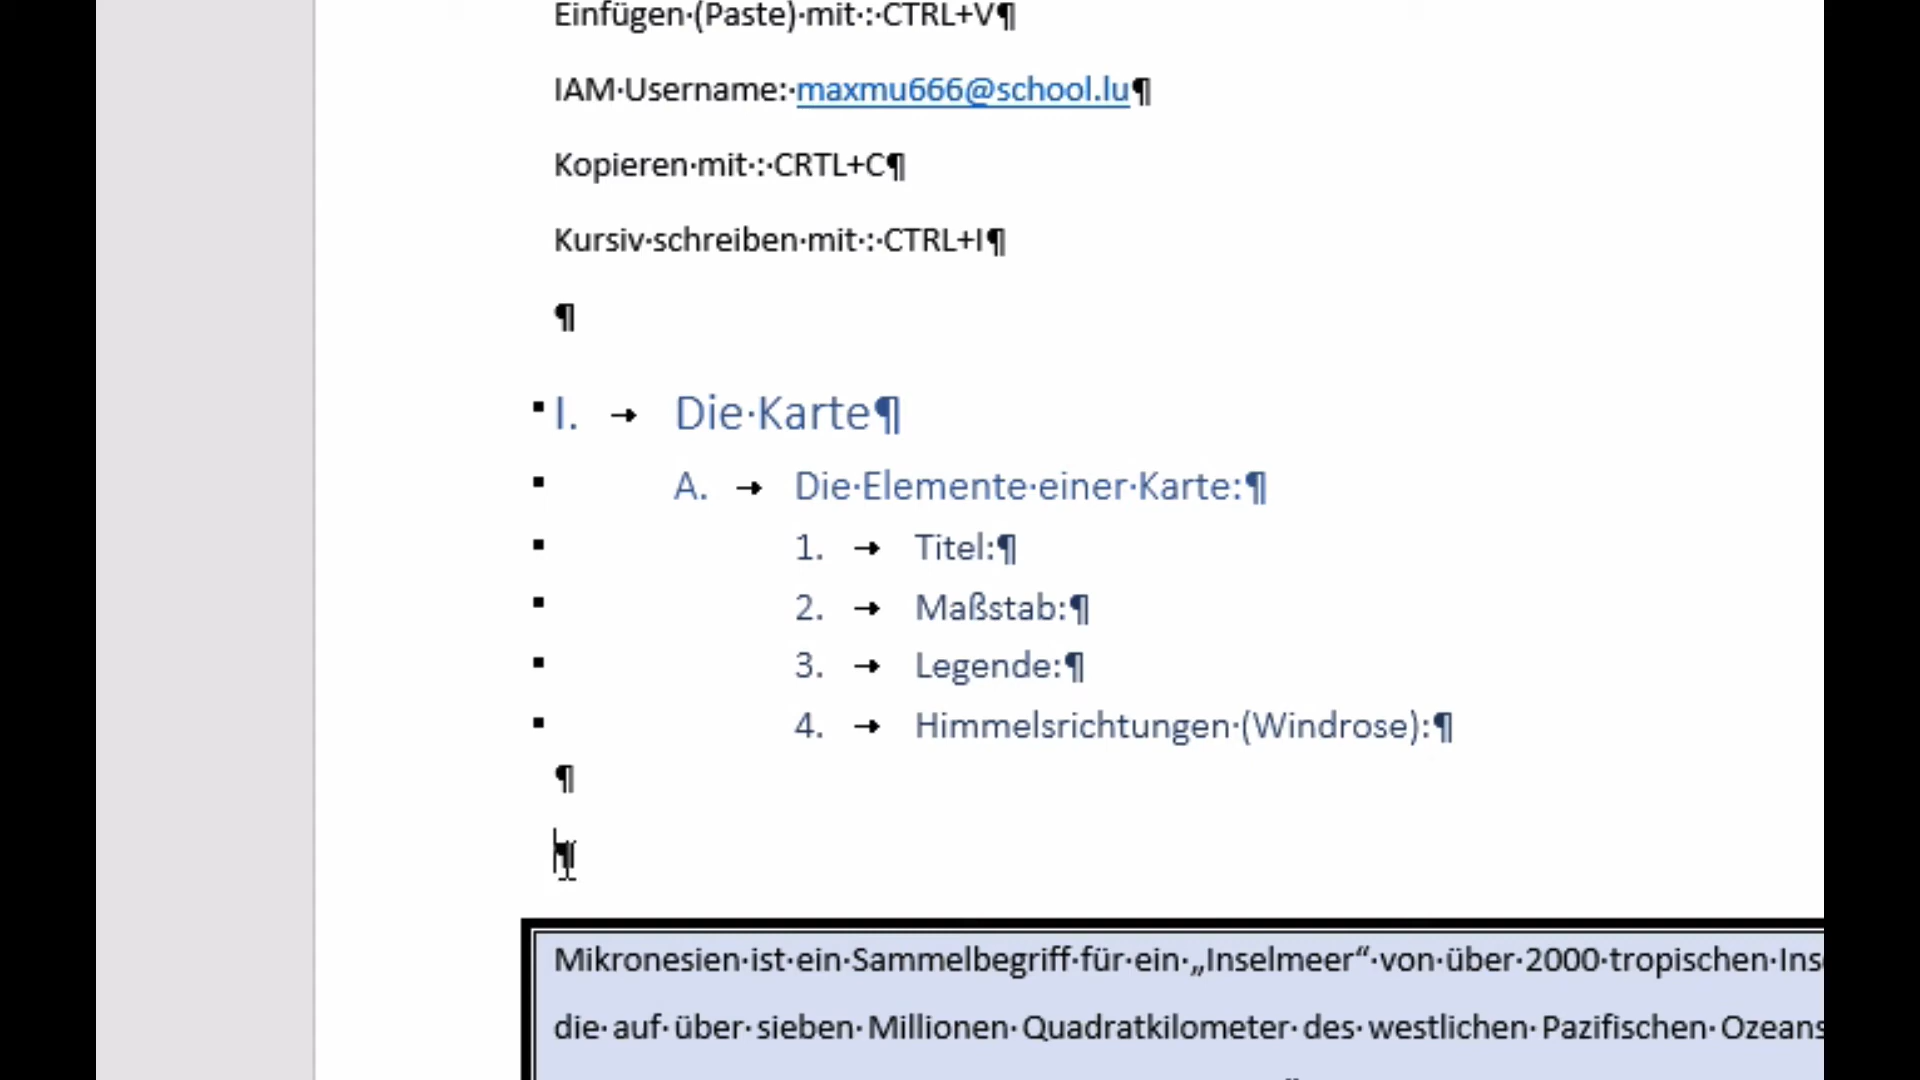 Einfügen·(Paste)·mit·:·CTRL+V¶
IAM·Username:·maxmu666@school.lu¶
Kopieren·mit·:·CRTL+C¶
Kursiv·schreiben·mit·:·CTRL+I¶
¶
I. → Die·Karte¶
A. → Die·Elemente·einer·Karte:¶
1. → Titel:¶
2. → Maßstab:¶
3. → Legende:¶
4. → Himmelsrichtungen·(Windrose):¶
¶
¶
Mikronesien·ist·ein·Sammelbegriff·für·ein·„Inselmeer“·von·über·2000·tropischen·
die·auf·über·sieben·Millionen·Quadratkilometer·des·westlichen·Pazifischen·Ozeans